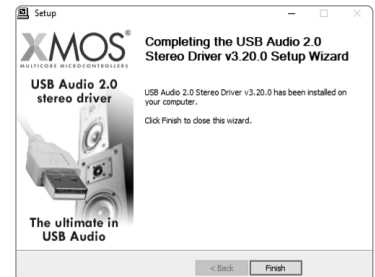 Setup
XMOS®
MULTICORE MICROCONTROLLERS
USB Audio 2.0
stereo driver
The ultimate in
USB Audio
Completing the USB Audio 2.0
Stereo Driver v3.20.0 Setup Wizard
USB Audio 2.0 Stereo Driver v3.20.0 has been installed on
your computer.
Click Finish to close this wizard.
< Back
Finish